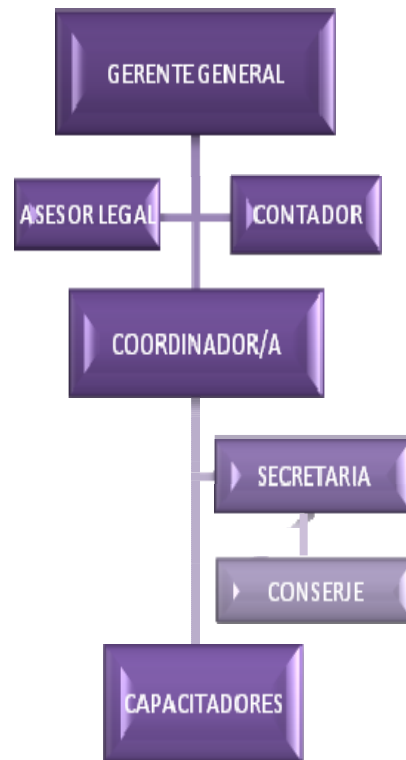 GERENTE GENERAL
ASESOR LEGAL
CONTADOR
COORDINADOR/A
SECRETARIA
CONSERJE
CAPACITADORES